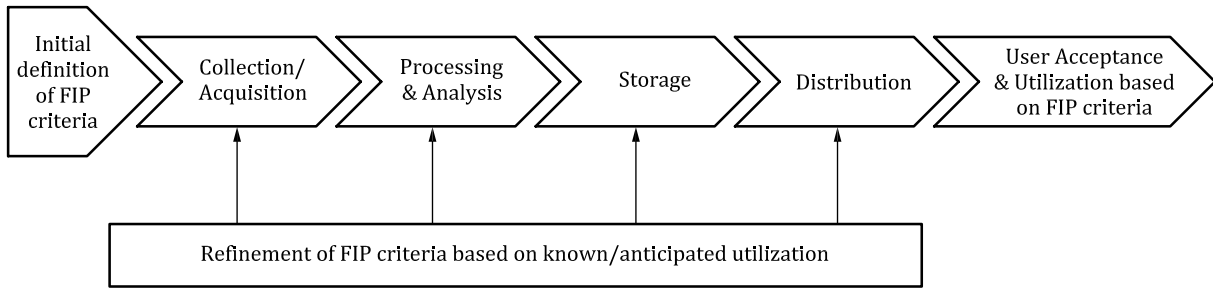 Initial
definition
of FIP
criteria
Collection/
Acquisition
Processing
& Analysis
Storage
Distribution
User Acceptance
& Utilization based
on FIP criteria
Refinement of FIP criteria based on known/anticipated utilization